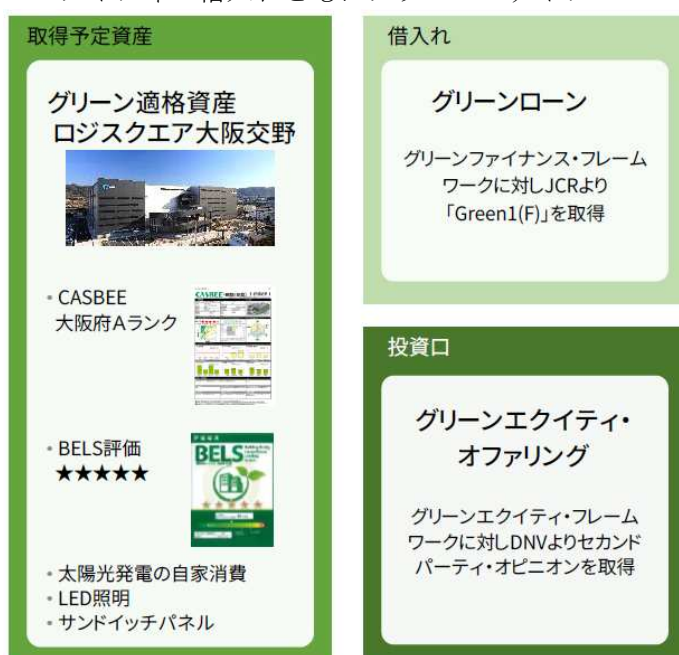 取得予定資産
グリーン適格資産
ロジスクエア大阪交野
• CASBEE
大阪府Aランク
CASBEE
• BELS評価
★★★★★
BELS
• 太陽光発電の自家消費
• LED照明
• サンドイッチパネル
借入れ
グリーンローン
グリーンファイナンス・フレーム
ワークに対しJCRより
「Green1(F)」を取得
投資口
グリーンエクイティ・
オファリング
グリーンエクイティ・フレーム
ワークに対しDNVよりセカンド
パーティ・オピニオンを取得